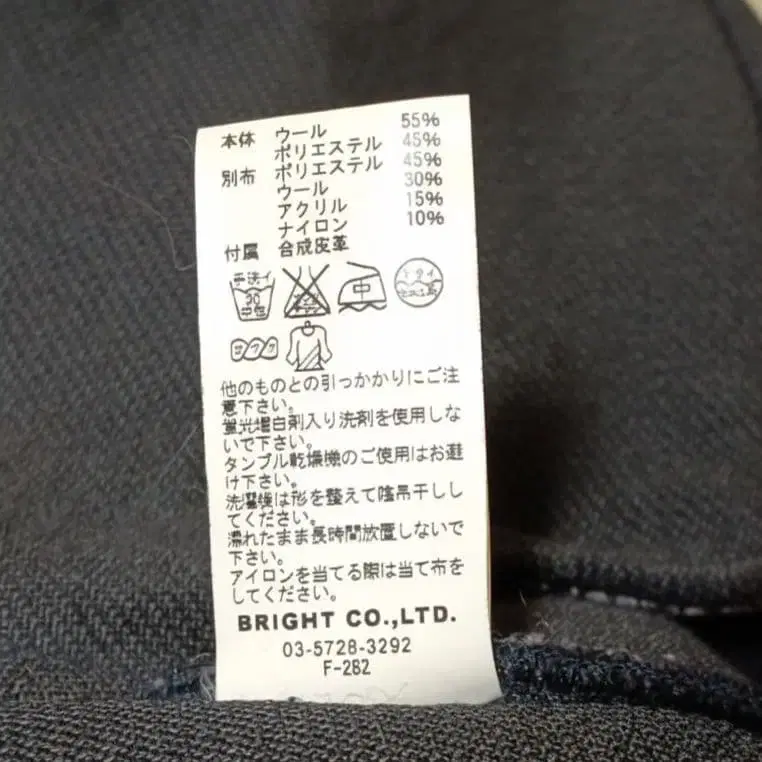 本体 ウール 55%
ポリエステル 45%
別布 ポリエステル 45%
ウール 30%
アクリル 15%
ナイロン 10%
付属 合成皮革
手洗イ
30
中性
中
ドライ
セキユ系
他のものとの引っかかりにご注
意下さい。
蛍光増白剤入り洗剤を使用しな
いで下さい。
タンブル乾燥機のご使用はお避
け下さい。
洗濯後は形を整えて陰吊干しし
てください。
濡れたまま長時間放置しないで
下さい。
アイロンを当てる際は当て布を
してください。
BRIGHT CO.,LTD.
03-5728-3292
F-282